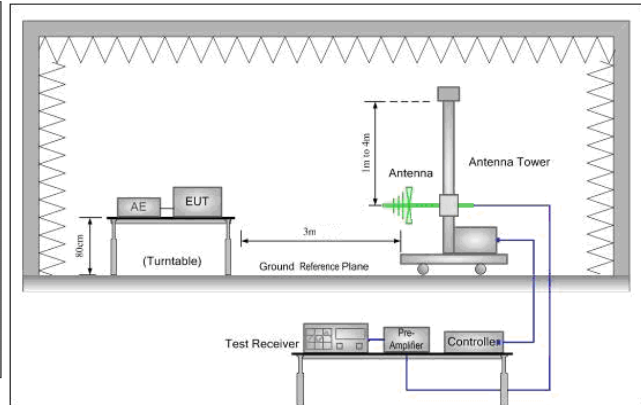 1m to 4m
Antenna
Antenna Tower
AE
EUT
80cm
(Turntable)
3m
Ground Reference Plane
Test Receiver
Pre-
Amplifier
Controller